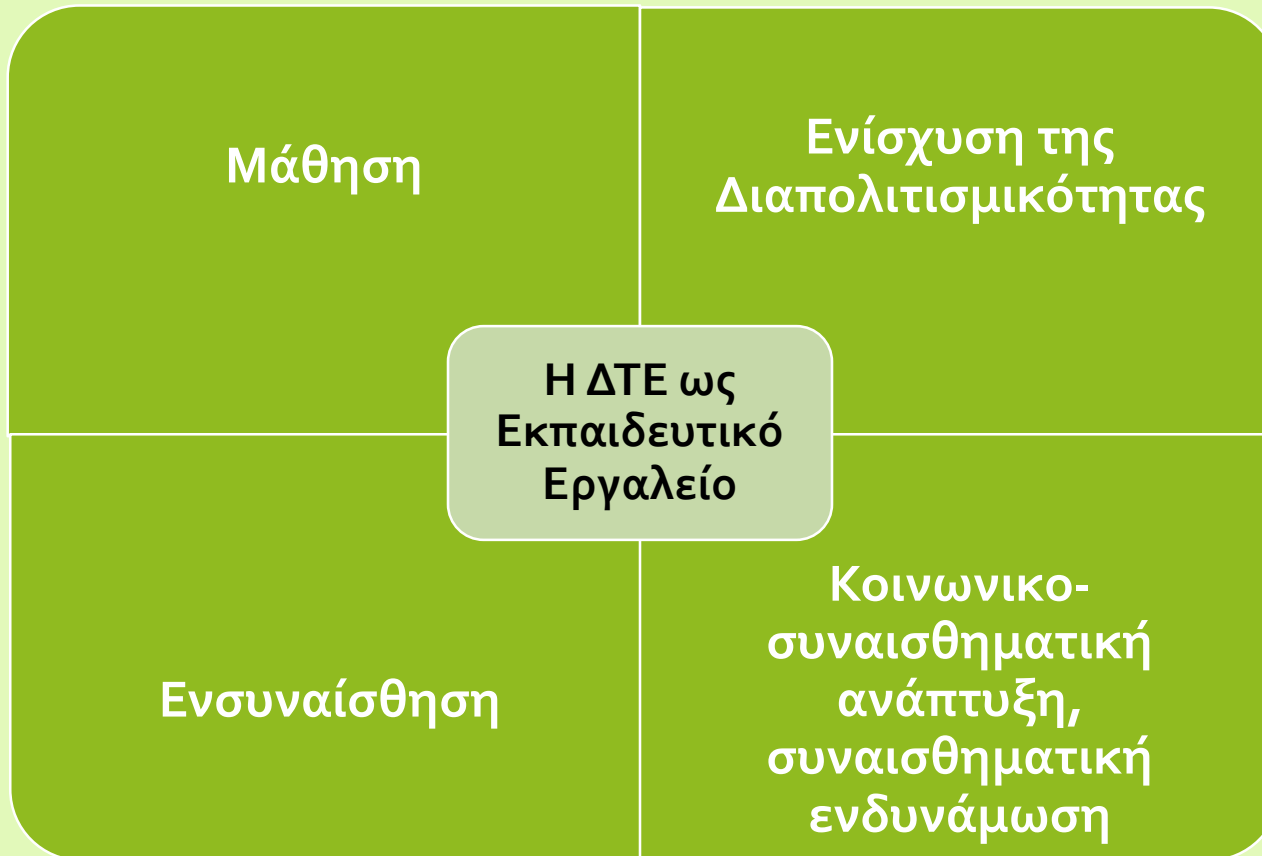 Μάθηση
Ενίσχυση της
Διαπολιτισμικότητας
Η ΔΤΕ ως
Εκπαιδευτικό
Εργαλείο
Ενσυναίσθηση
Κοινωνικο-
συναισθηματική
ανάπτυξη,
συναισθηματική
ενδυνάμωση